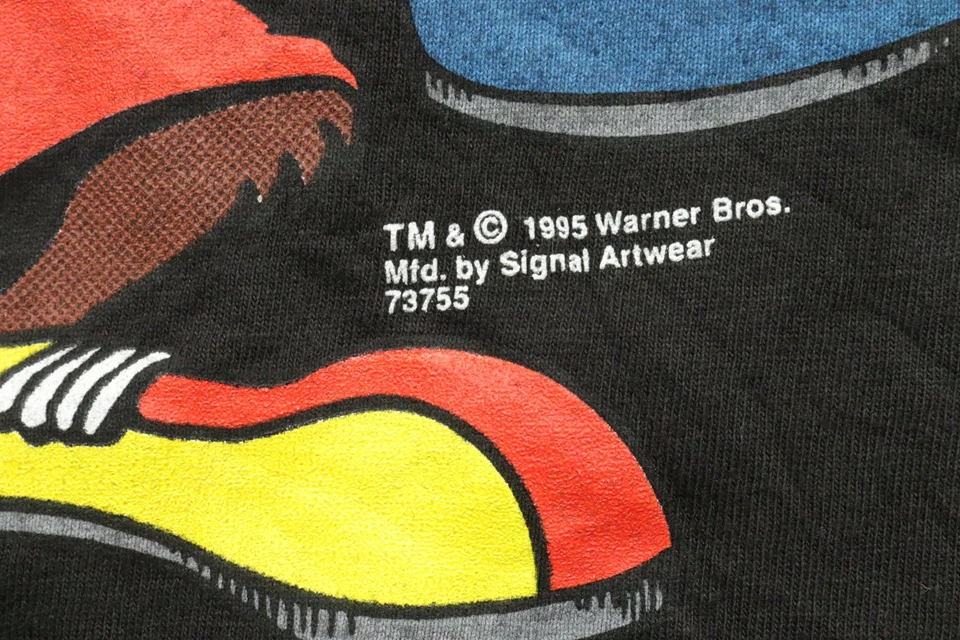 TM & © 1995 Warner Bros.
Mfd. by Signal Artwear
73755